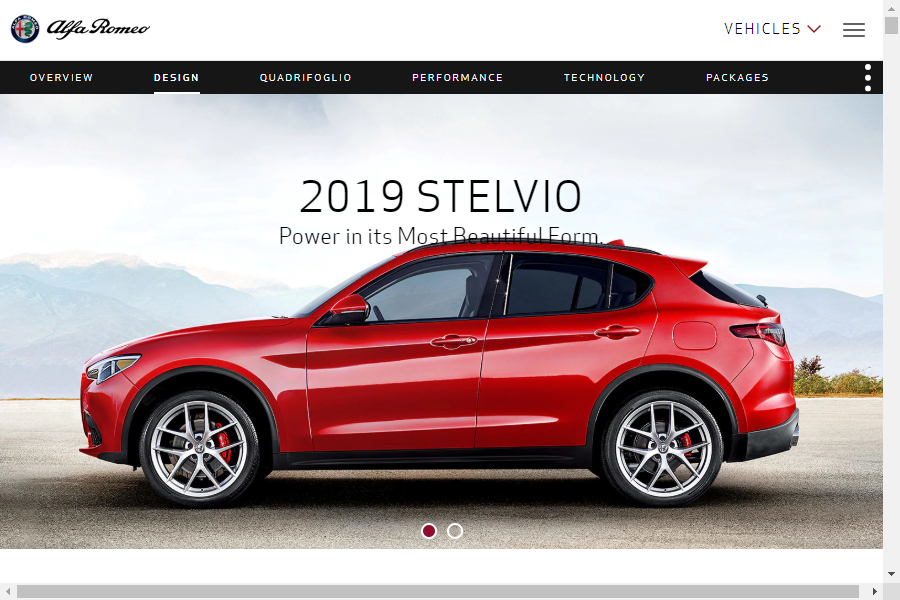 Alfa Romeo
VEHICLES
OVERVIEW
DESIGN
QUADRIFOGLIO
PERFORMANCE
TECHNOLOGY
PACKAGES
2019 STELVIO
Power in its Most Beautiful Form.